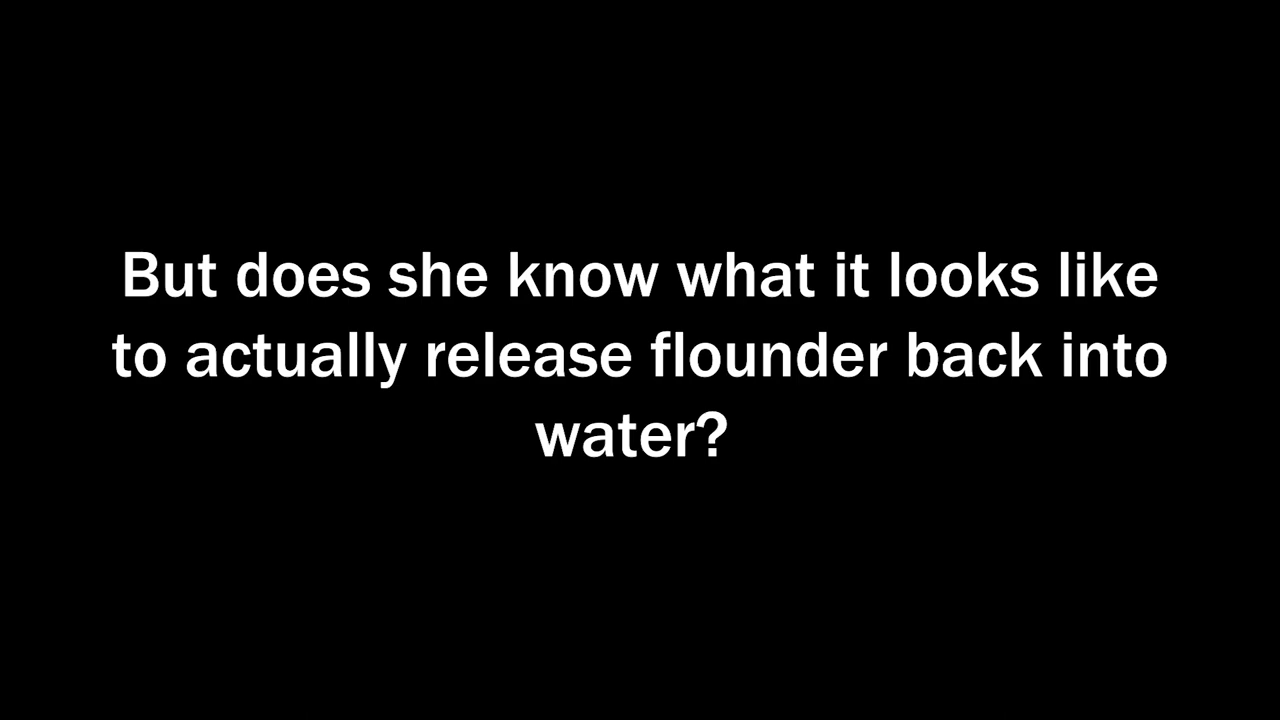 But does she know what it looks like
to actually release flounder back into
water?